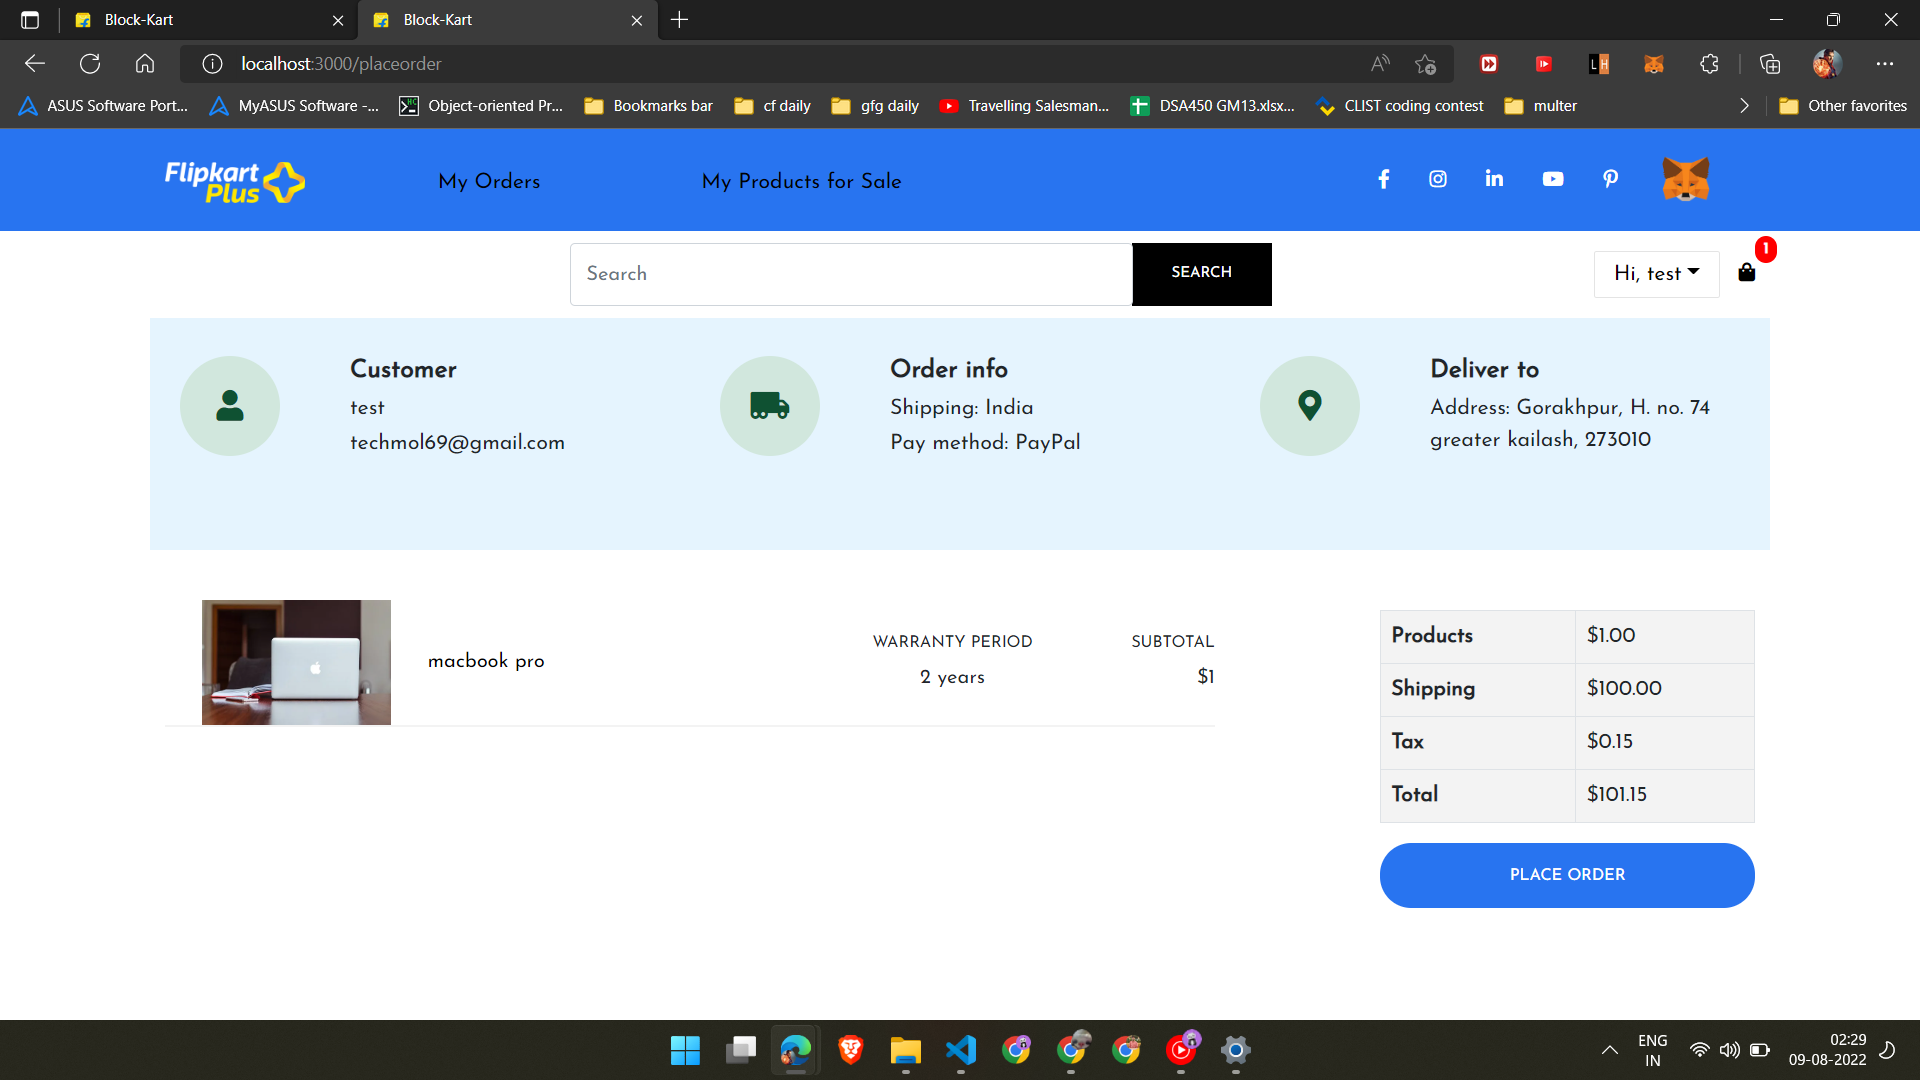 Block-Kart
Block-Kart
localhost:3000/placeorder
ASUS Software Port...
MyASUS Software -...
Object-oriented Pr...
Bookmarks bar
cf daily
gfg daily
Travelling Salesman...
DSA450 GM13.xlsx...
CLIST coding contest
multer
Other favorites
Flipkart
Plus
My Orders
My Products for Sale
Search
SEARCH
Hi, test
1
Customer
test
techmol69@gmail.com
Order info
Shipping: India
Pay method: PayPal
Deliver to
Address: Gorakhpur, H. no. 74
greater kailash, 273010
macbook pro
WARRANTY PERIOD
2 years
SUBTOTAL
$1
Products $1.00
Shipping $100.00
Tax $0.15
Total $101.15
PLACE ORDER
ENG
IN
02:29
09-08-2022